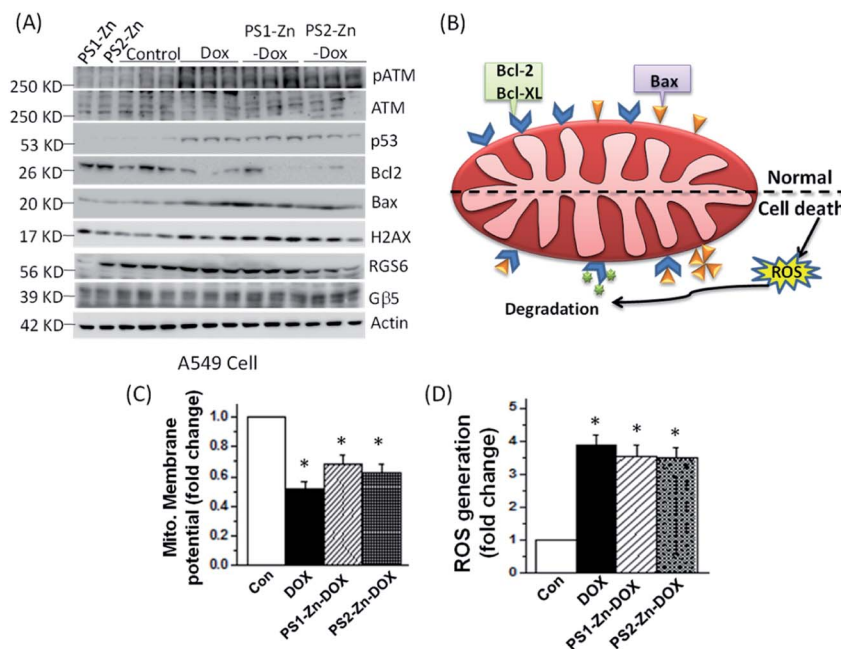 (A)
PS1-Zn
PS2-Zn
Control
Dox
PS1-Zn
-Dox
PS2-Zn
-Dox
250 KD
pATM
250 KD
ATM
53 KD
p53
26 KD
Bcl2
20 KD
Bax
17 KD
H2AX
56 KD
RGS6
39 KD
Gβ5
42 KD
Actin
A549 Cell
(B)
Bcl-2
Bcl-XL
Bax
Normal
Cell death
ROS
Degradation
(C)
Mito. Membrane
potential (fold change)
1.0
0.8
0.6
0.4
0.2
0.0
*
*
*
Con
DOX
PS1-Zn-DOX
PS2-Zn-DOX
(D)
ROS generation
(fold change)
5
4
3
2
1
0
*
*
*
Con
DOX
PS1-Zn-DOX
PS2-Zn-DOX